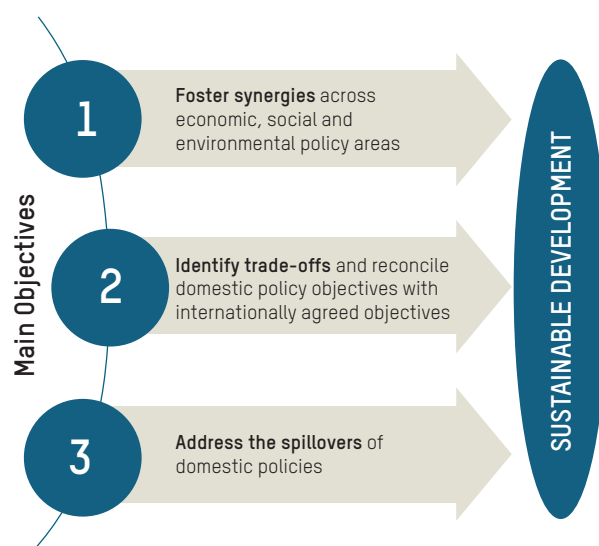 Main Objectives
1
Foster synergies across
economic, social and
environmental policy areas
2
Identify trade-offs and reconcile
domestic policy objectives with
internationally agreed objectives
3
Address the spillovers of
domestic policies
SUSTAINABLE DEVELOPMENT